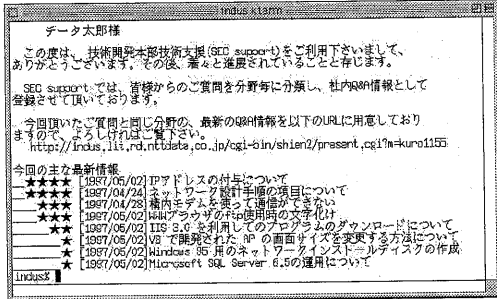 indus kterm
データ太郎様
この度は、技術開発本部技術支援(SEC support)をご利用下さいまして、
ありがとうございます。その後、着々と進展されていることと存じます。
SEC support では、皆様からのご質問を分野毎に分類し、社内Q&A情報として
登録させて頂いております。
今回頂いたご質問と同じ分野の、最新のQ&A情報を以下のURLに用意しており
ますので、よろしければご覧下さい。
http://indus.lit.rd.nttdata.co.jp/cgi-bin/shien2/present.cgi?m=kuro1155
今回の主な最新情報
★★★★ [1997/05/02]IPアドレスの付与について
★★★★ [1997/04/24]ネットワーク設計手順の項目について
★★★ [1997/04/28]構内モデムを使って通信ができない
★★★ [1997/05/02]WWWブラウザのftp使用時の文字化け
★★ [1997/05/02]IIS 3.0 を利用してのプログラムのダウンロードについて
★ [1997/05/02]VB で開発された AP の画面サイズを変更する方法について
★ [1997/05/02]Windows 95 用のネットワークインストールディスクの作成
★ [1997/05/02]Microsoft SQL Server 6.5の運用について
indus%